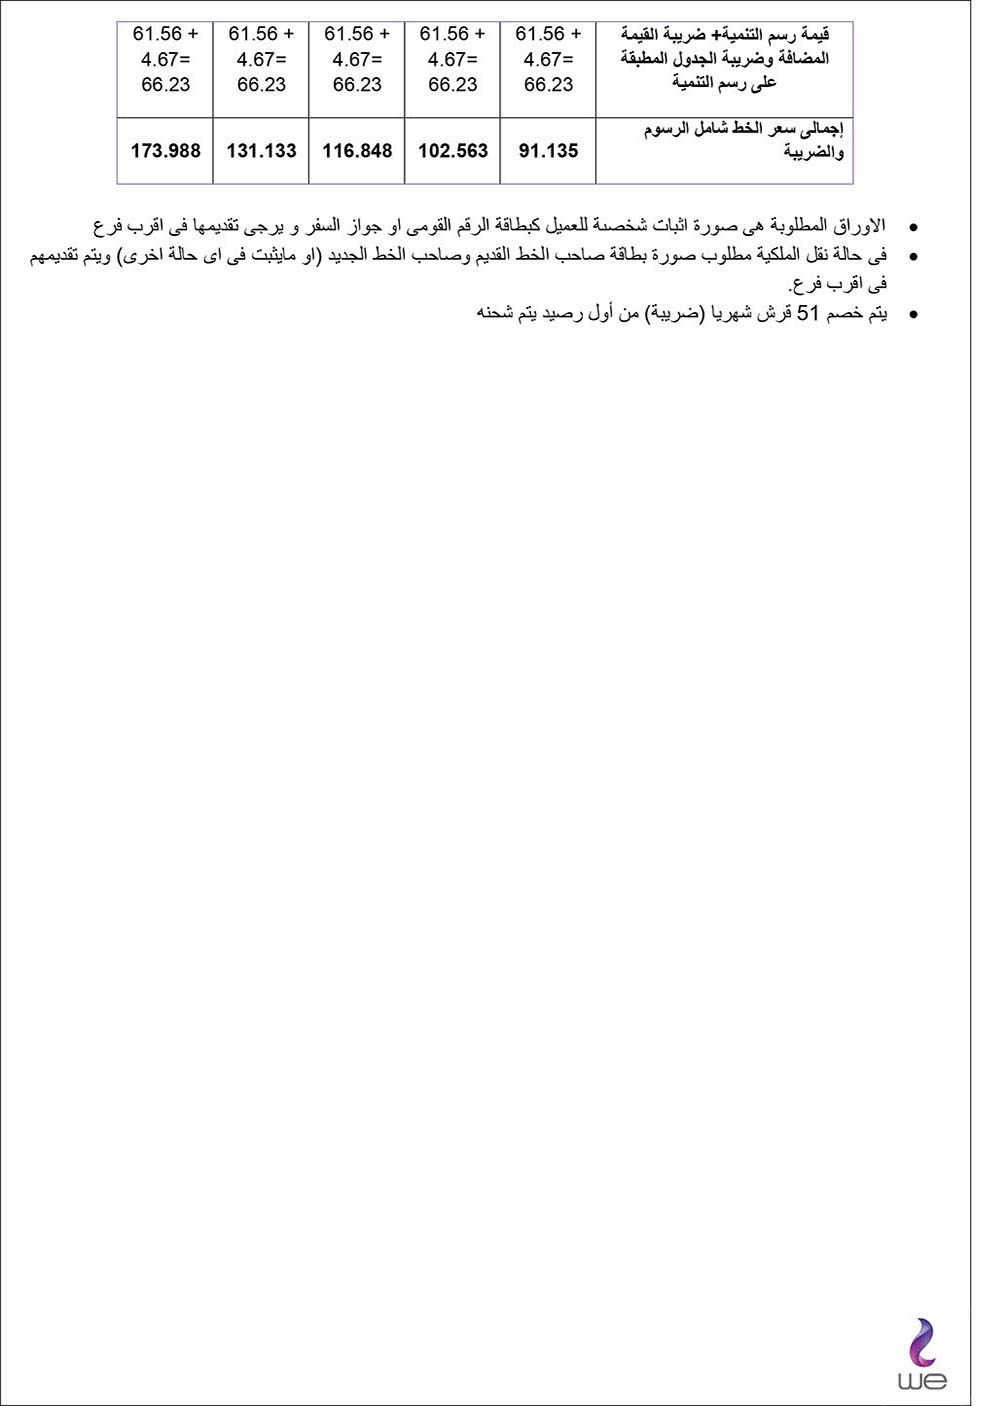 قيمة رسم التنمية+ ضريبة القيمة
المضافة وضريبة الجدول المطبقة
على رسم التنمية
61.56 +
4.67=
66.23
61.56 +
4.67=
66.23
61.56 +
4.67=
66.23
61.56 +
4.67=
66.23
61.56 +
4.67=
66.23
إجمالى سعر الخط شامل الرسوم
والضريبة
91.135
102.563
116.848
131.133
173.988
• الاوراق المطلوبة هى صورة اثبات شخصىة للعميل كبطاقة الرقم القومى او جواز السفر و يرجى تقديمها فى اقرب فرع
• فى حالة نقل الملكية مطلوب صورة بطاقة صاحب الخط القديم وصاحب الخط الجديد (او مايثبت فى اى حالة اخرى) ويتم تقديمهم
فى اقرب فرع.
• يتم خصم 51 قرش شهريا (ضريبة) من أول رصيد يتم شحنه
we